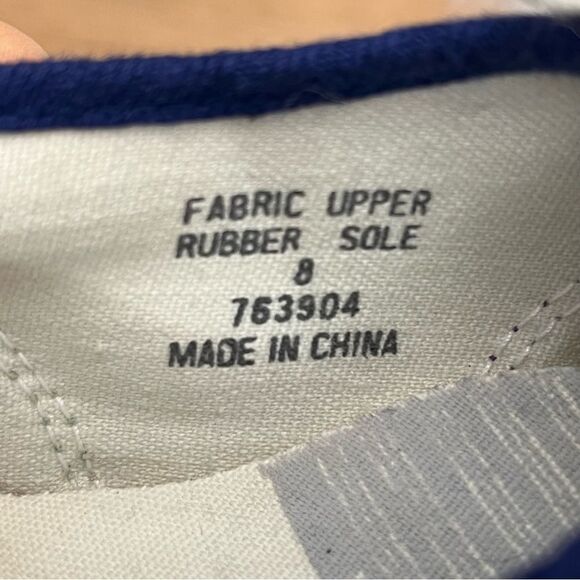 FABRIC UPPER
RUBBER SOLE
8
763904
MADE IN CHINA